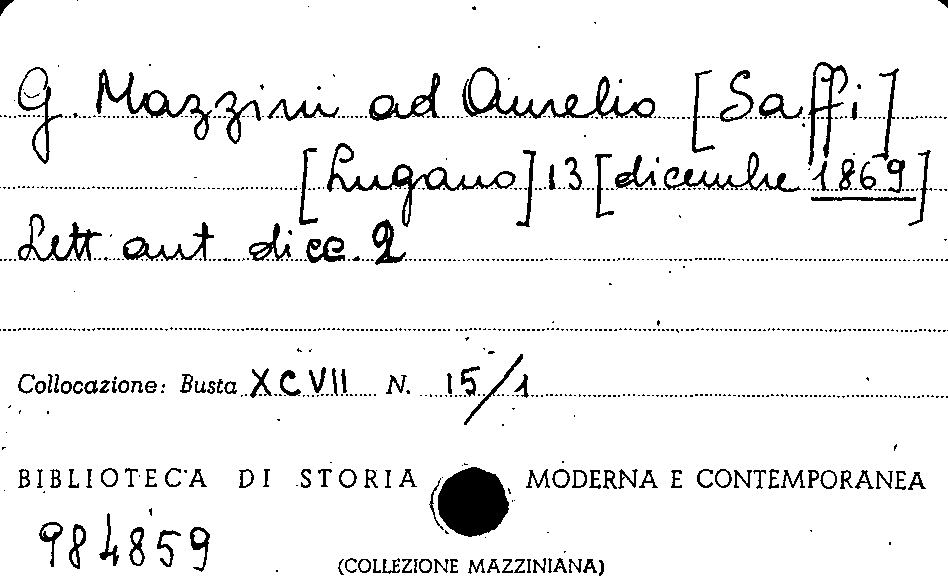 G. Mazzini ad Aurelio [Saffi]
[Lugano] 13 [dicembre 1869]
Lett. aut. di cc. 2
Collocazione: Busta XCVII N. 15/1
BIBLIOTECA DI STORIA MODERNA E CONTEMPORANEA
984859
(COLLEZIONE MAZZINIANA)